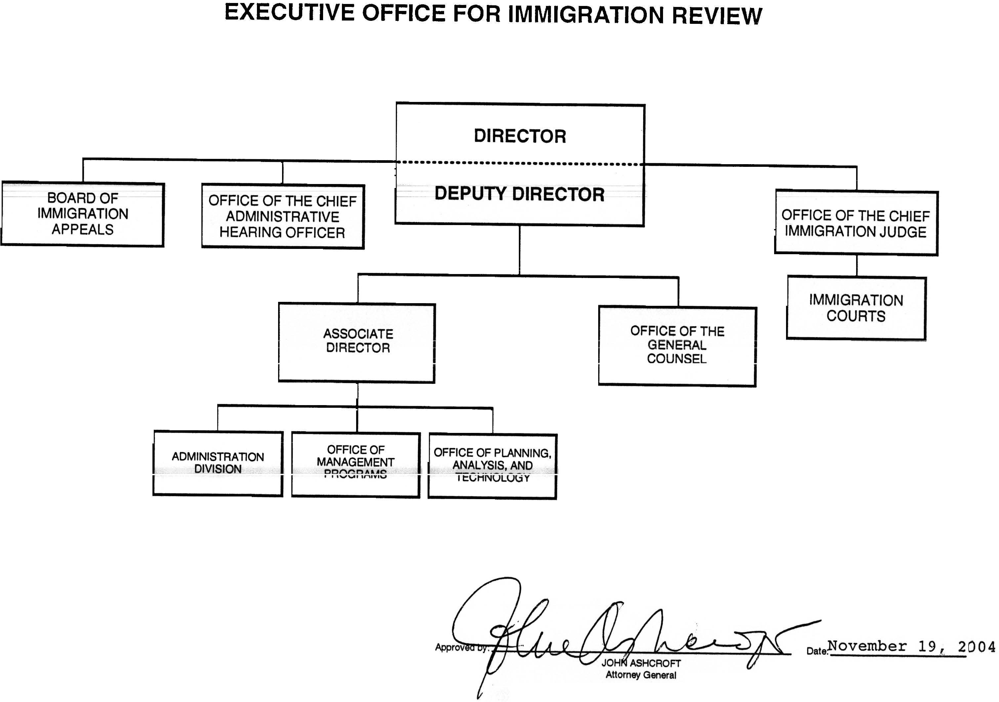 EXECUTIVE OFFICE FOR IMMIGRATION REVIEW
DIRECTOR
DEPUTY DIRECTOR
BOARD OF
IMMIGRATION
APPEALS
OFFICE OF THE CHIEF
ADMINISTRATIVE
HEARING OFFICER
OFFICE OF THE CHIEF
IMMIGRATION JUDGE
IMMIGRATION
COURTS
ASSOCIATE
DIRECTOR
OFFICE OF THE
GENERAL
COUNSEL
ADMINISTRATION
DIVISION
OFFICE OF
MANAGEMENT
PROGRAMS
OFFICE OF PLANNING,
ANALYSIS, AND
TECHNOLOGY
Approved by: John Ashcroft
JOHN ASHCROFT
Attorney General
Date: November 19, 2004